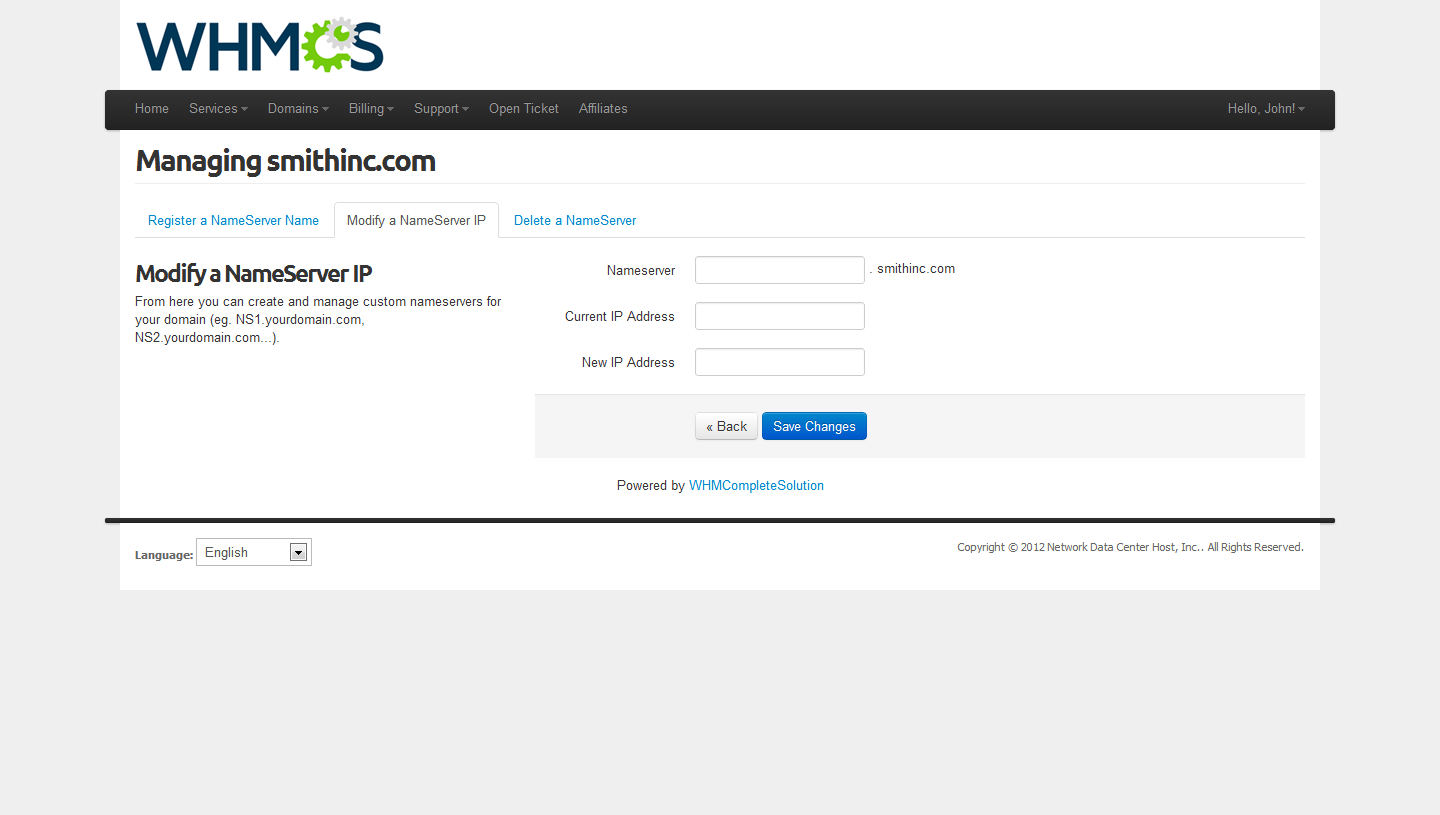 WHMCS
Home Services Domains Billing Support Open Ticket Affiliates Hello, John!
Managing smithinc.com
Register a NameServer Name Modify a NameServer IP Delete a NameServer
Modify a NameServer IP
From here you can create and manage custom nameservers for
your domain (eg. NS1.yourdomain.com,
NS2.yourdomain.com...).
Nameserver . smithinc.com
Current IP Address
New IP Address
« Back Save Changes
Powered by WHMCompleteSolution
Language: English
Copyright © 2012 Network Data Center Host, Inc.. All Rights Reserved.